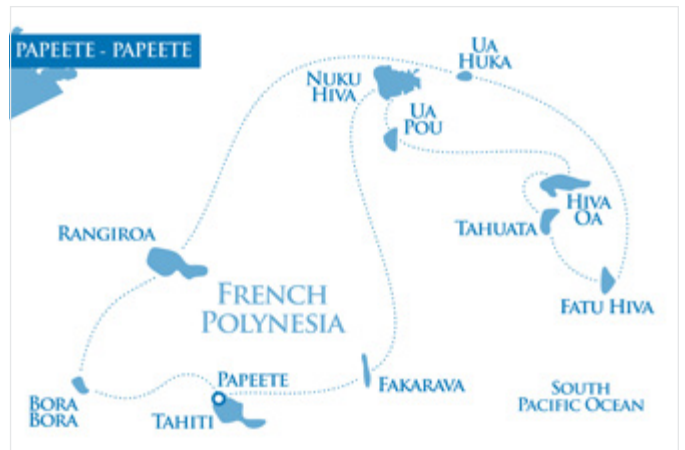 PAPEETE - PAPEETE
UA
HUKA
NUKU
HIVA
UA
POU
HIVA
OA
TAHUATA
RANGIROA
FATU HIVA
FRENCH
POLYNESIA
PAPEETE
FAKARAVA
SOUTH
PACIFIC OCEAN
BORA
BORA
TAHITI